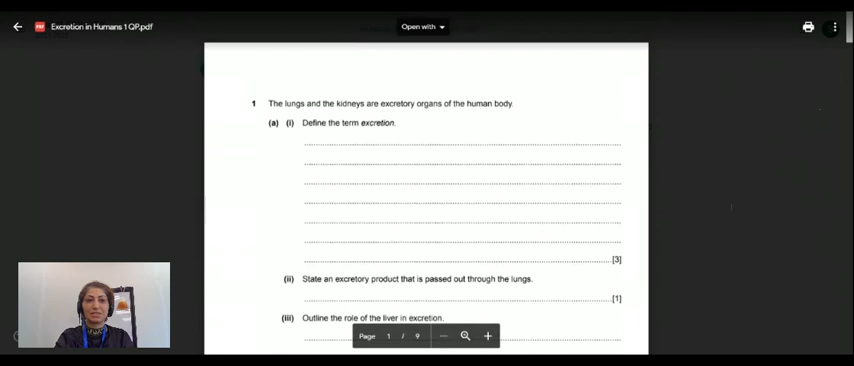 Excretion in Humans 1 QP.pdf
Open with
1 The lungs and the kidneys are excretory organs of the human body.
(a) (i) Define the term excretion.
[3]
(ii) State an excretory product that is passed out through the lungs.
[1]
(iii) Outline the role of the liver in excretion.
Page 1 / 9